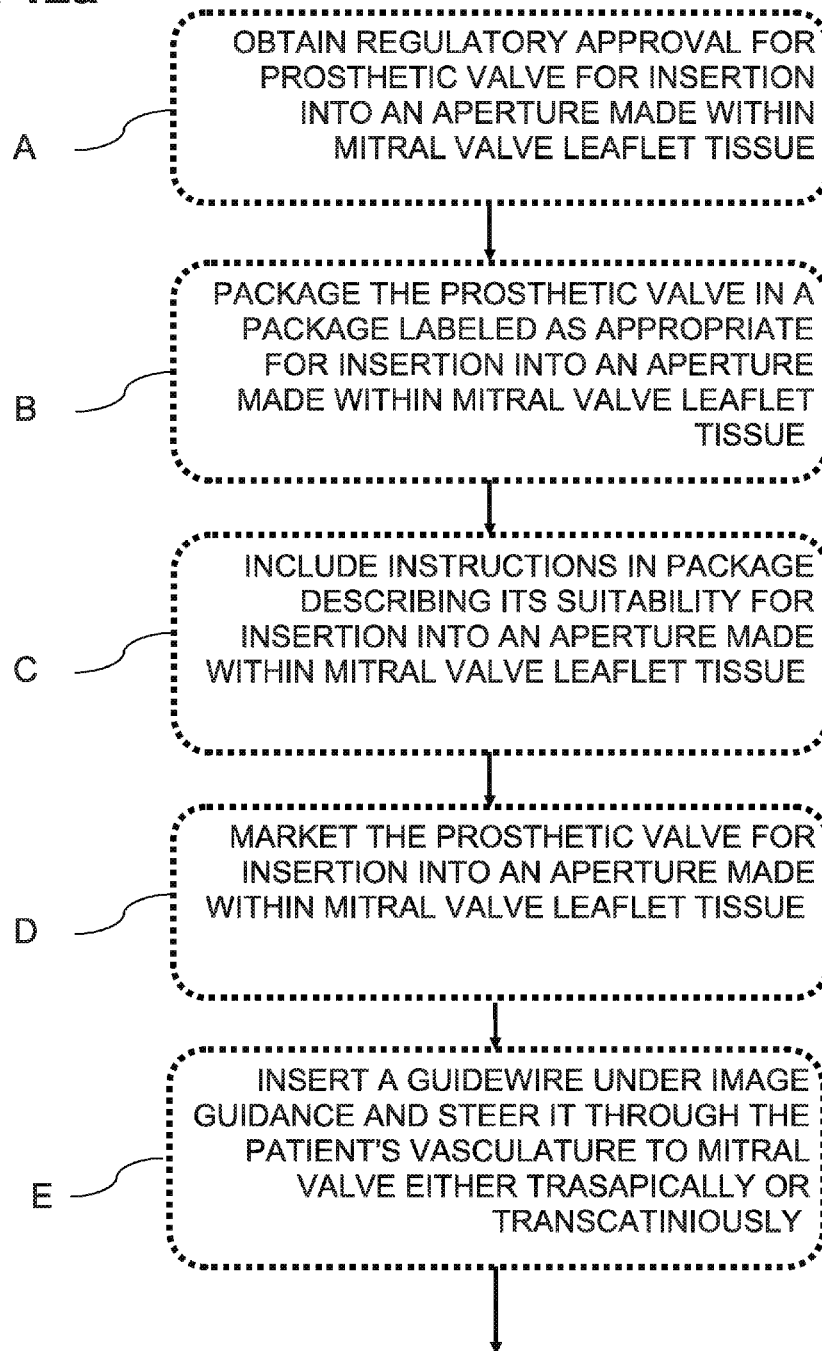 OBTAIN REGULATORY APPROVAL FOR
PROSTHETIC VALVE FOR INSERTION
INTO AN APERTURE MADE WITHIN
MITRAL VALVE LEAFLET TISSUE
A
PACKAGE THE PROSTHETIC VALVE IN A
PACKAGE LABELED AS APPROPRIATE
FOR INSERTION INTO AN APERTURE
MADE WITHIN MITRAL VALVE LEAFLET
TISSUE
B
INCLUDE INSTRUCTIONS IN PACKAGE
DESCRIBING ITS SUITABILITY FOR
INSERTION INTO AN APERTURE MADE
WITHIN MITRAL VALVE LEAFLET TISSUE
C
MARKET THE PROSTHETIC VALVE FOR
INSERTION INTO AN APERTURE MADE
WITHIN MITRAL VALVE LEAFLET TISSUE
D
INSERT A GUIDEWIRE UNDER IMAGE
GUIDANCE AND STEER IT THROUGH THE
PATIENT'S VASCULATURE TO MITRAL
VALVE EITHER TRASAPICALLY OR
TRANSCATINIOUSLY
E